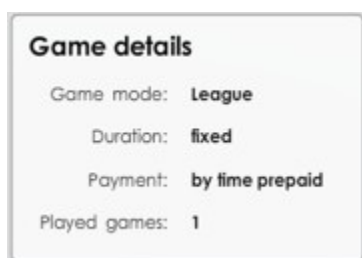 Game details
Game mode: League
Duration: fixed
Payment: by time prepaid
Played games: 1